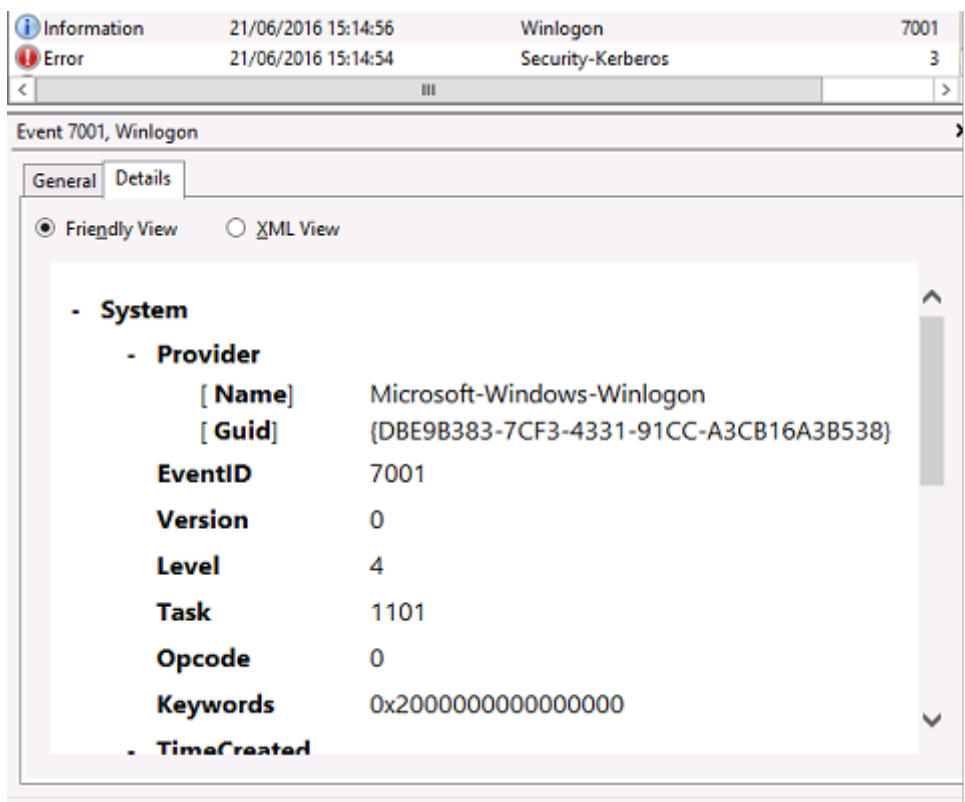 Information 21/06/2016 15:14:56 Winlogon 7001
Error 21/06/2016 15:14:54 Security-Kerberos 3
Event 7001, Winlogon
General Details
Friendly View XML View
- System
- Provider
[ Name] Microsoft-Windows-Winlogon
[ Guid] {DBE9B383-7CF3-4331-91CC-A3CB16A3B538}
EventID 7001
Version 0
Level 4
Task 1101
Opcode 0
Keywords 0x2000000000000000
- TimeCreated